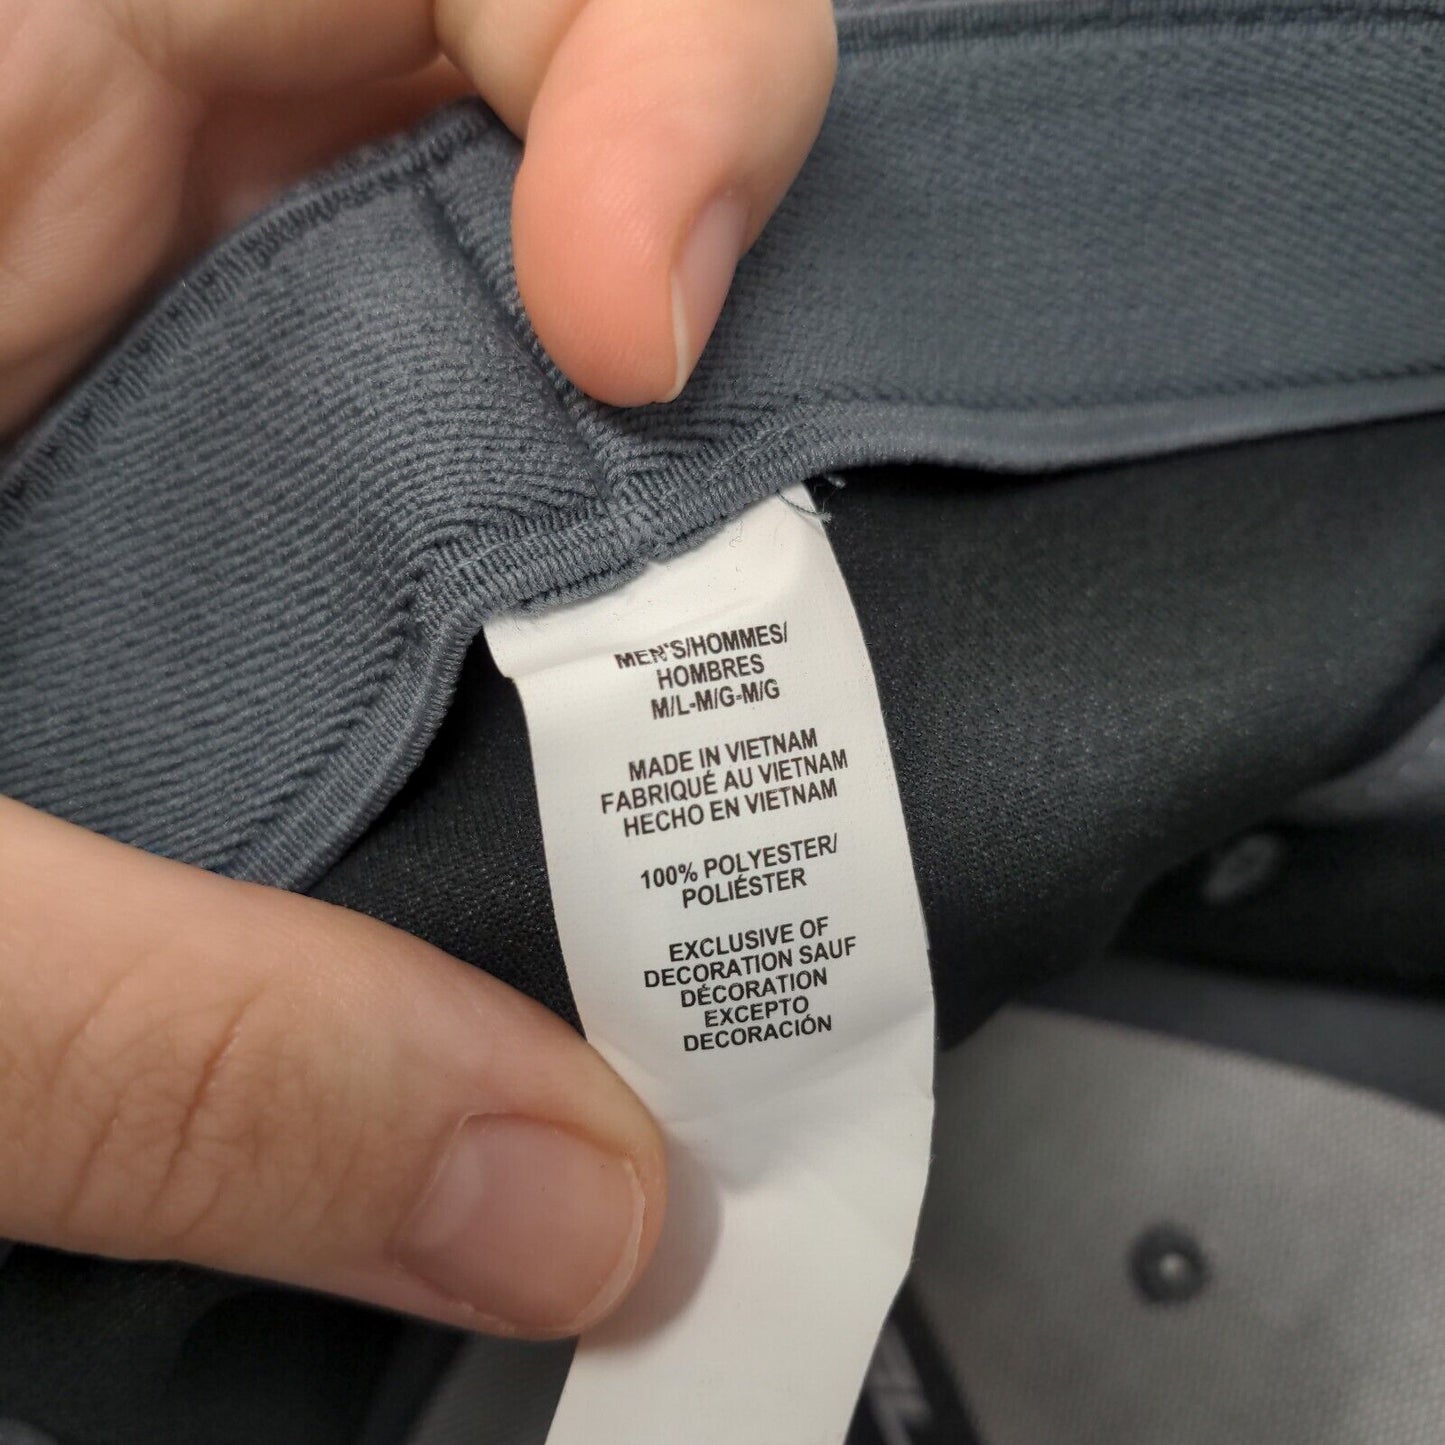 MEN'S/HOMMES/
HOMBRES
M/L-M/G-M/G
MADE IN VIETNAM
FABRIQUÉ AU VIETNAM
HECHO EN VIETNAM
100% POLYESTER/
POLIÉSTER
EXCLUSIVE OF
DECORATION SAUF
DÉCORATION
EXCEPTO
DECORACIÓN